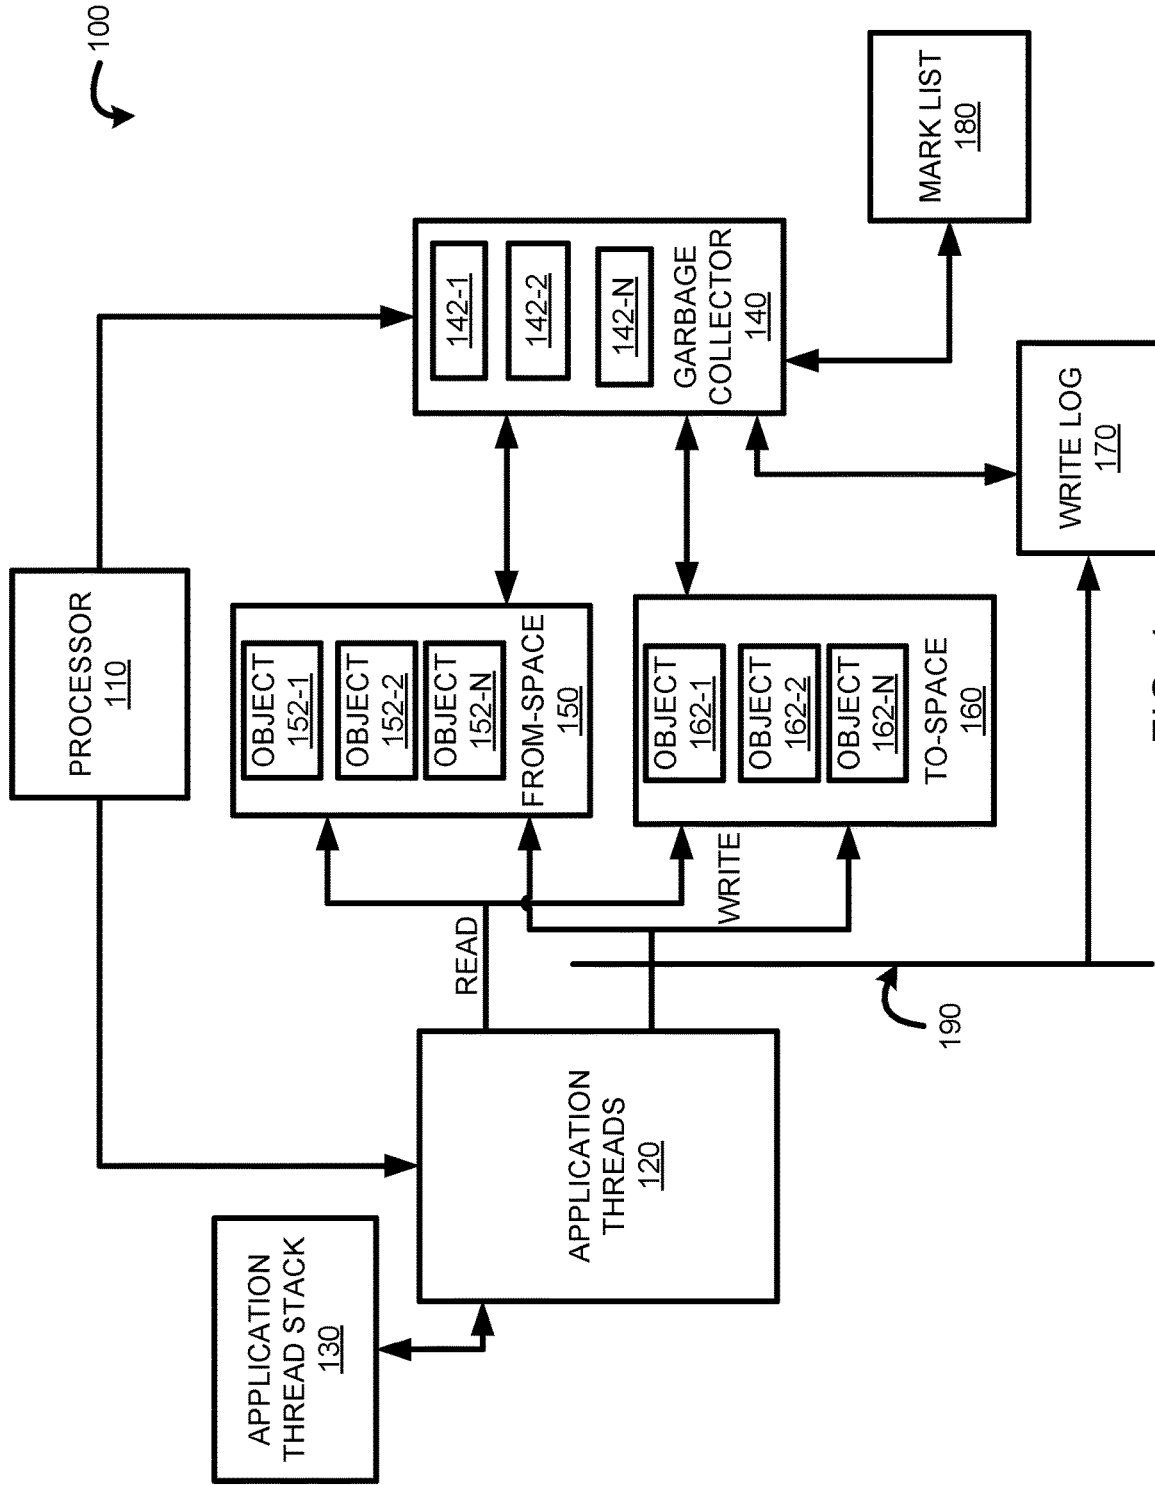 100
PROCESSOR
110
APPLICATION
THREAD STACK
130
APPLICATION
THREADS
120
READ
WRITE
190
OBJECT
152-1
OBJECT
152-2
OBJECT
152-N
FROM-SPACE
150
OBJECT
162-1
OBJECT
162-2
OBJECT
162-N
TO-SPACE
160
142-1
142-2
142-N
GARBAGE
COLLECTOR
140
WRITE LOG
170
MARK LIST
180